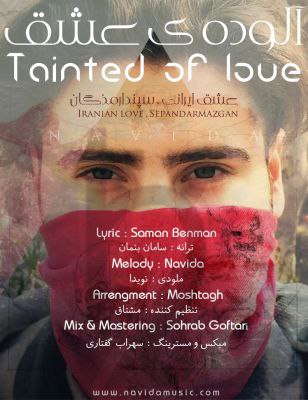 آلوده ی عشق
Tainted of love
عشق ایرانی، سپندارمذگان
IRANIAN LOVE, SEPANDARMAZGAN
NAVIDA
Lyric : Saman Benman
ترانه : سامان بنمان
Melody : Navida
ملودی : نویدا
Arrengment : Moshtagh
تنظیم کننده : مشتاق
Mix & Mastering : Sohrab Goftari
میکس و مسترینگ : سهراب گفتاری
www.navidamusic.com